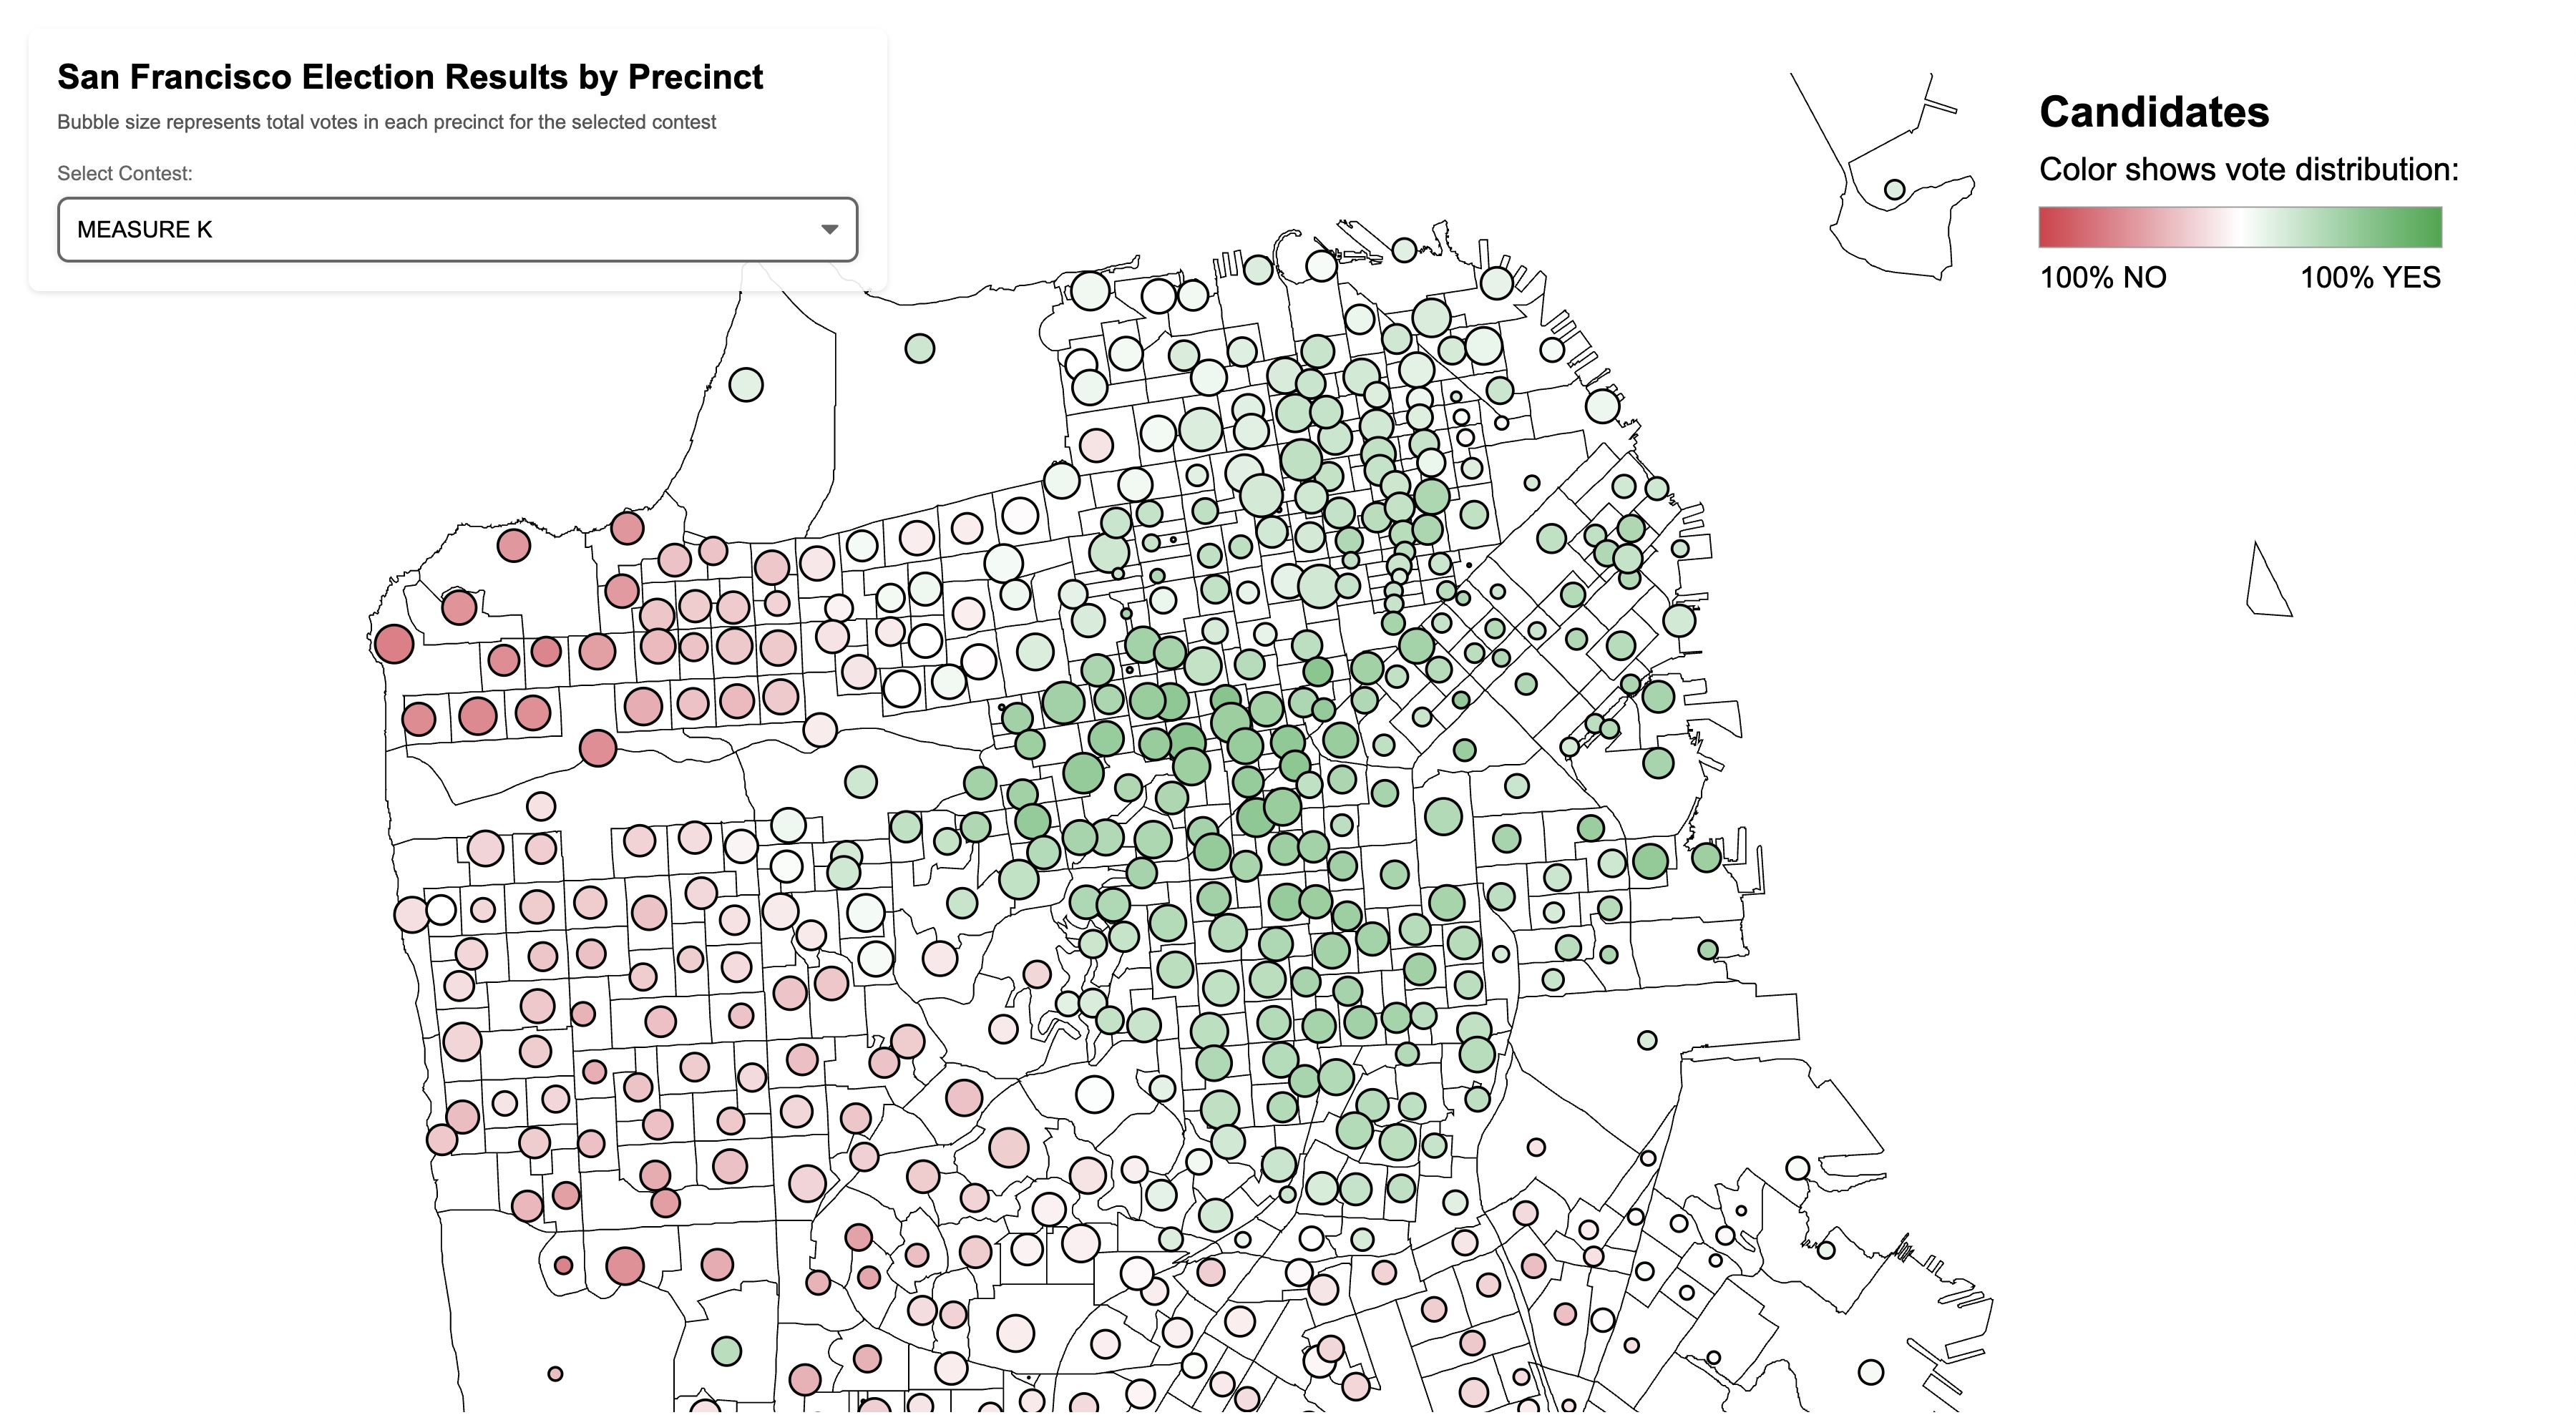 San Francisco Election Results by Precinct
Bubble size represents total votes in each precinct for the selected contest
Select Contest:
MEASURE K
Candidates
Color shows vote distribution:
100% NO
100% YES